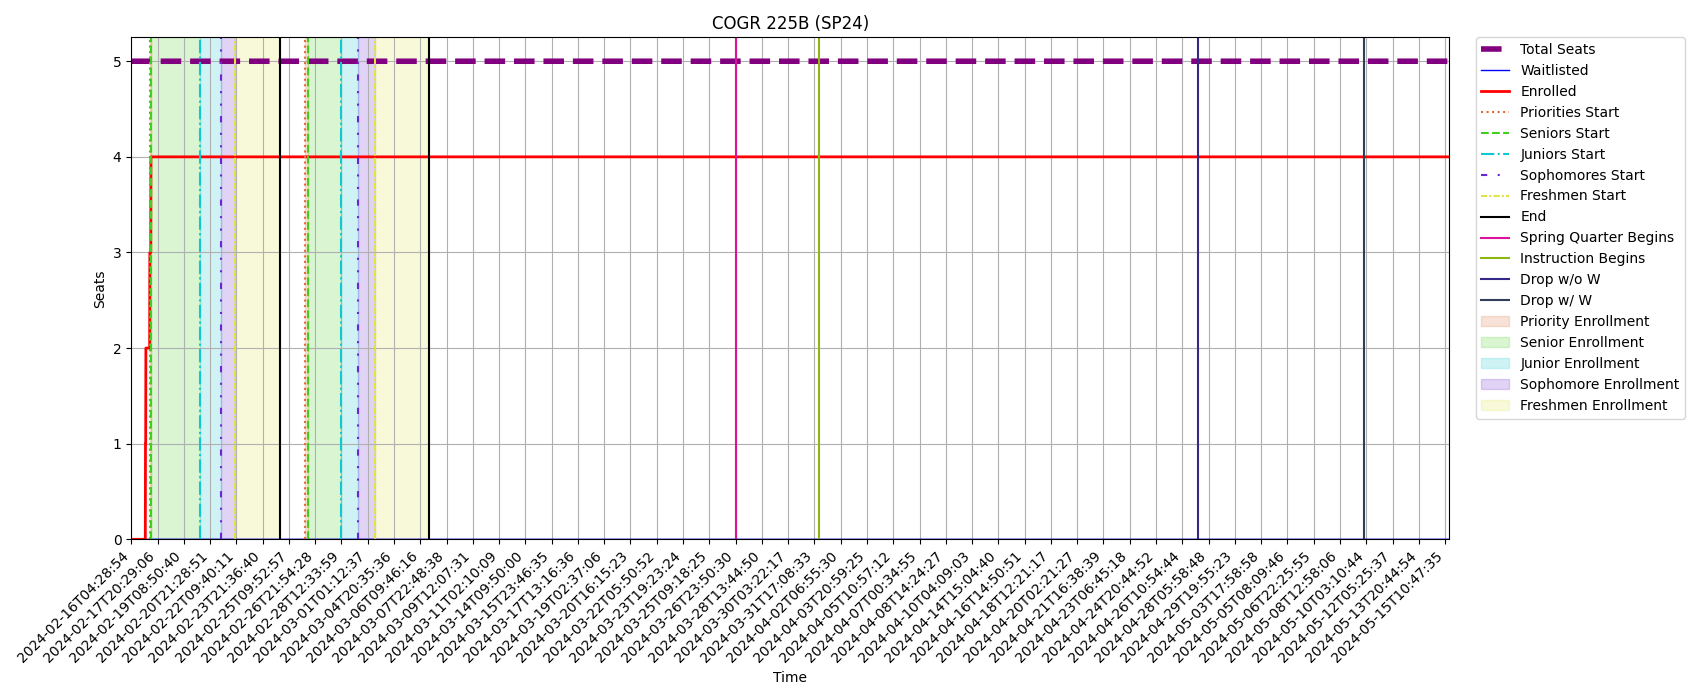 COGR 225B (SP24)
Seats
5
4
3
2
1
0
2024-02-16T04:28:54
2024-02-17T20:29:06
2024-02-19T08:50:40
2024-02-20T21:28:51
2024-02-22T09:40:11
2024-02-23T21:36:40
2024-02-25T09:52:57
2024-02-26T21:54:28
2024-02-28T12:33:59
2024-03-01T01:12:37
2024-03-04T20:35:36
2024-03-06T09:46:16
2024-03-07T22:48:38
2024-03-09T12:07:31
2024-03-11T02:10:09
2024-03-14T09:50:00
2024-03-15T23:46:35
2024-03-17T13:16:36
2024-03-19T02:37:06
2024-03-20T16:15:23
2024-03-22T05:50:52
2024-03-23T19:23:24
2024-03-25T09:18:25
2024-03-26T23:50:30
2024-03-28T13:44:50
2024-03-30T03:22:17
2024-03-31T17:08:33
2024-04-02T06:55:30
2024-04-03T20:59:25
2024-04-05T10:57:12
2024-04-07T00:34:55
2024-04-08T14:24:27
2024-04-10T04:09:03
2024-04-14T15:04:40
2024-04-16T14:50:51
2024-04-18T12:21:17
2024-04-20T02:21:27
2024-04-21T16:38:39
2024-04-23T06:45:18
2024-04-24T20:44:52
2024-04-26T10:54:44
2024-04-28T05:58:48
2024-04-29T19:55:23
2024-05-03T17:58:58
2024-05-05T08:09:46
2024-05-06T22:25:55
2024-05-08T12:58:06
2024-05-10T03:10:44
2024-05-12T05:25:37
2024-05-13T20:44:54
2024-05-15T10:47:35
Time
Total Seats
Waitlisted
Enrolled
Priorities Start
Seniors Start
Juniors Start
Sophomores Start
Freshmen Start
End
Spring Quarter Begins
Instruction Begins
Drop w/o W
Drop w/ W
Priority Enrollment
Senior Enrollment
Junior Enrollment
Sophomore Enrollment
Freshmen Enrollment